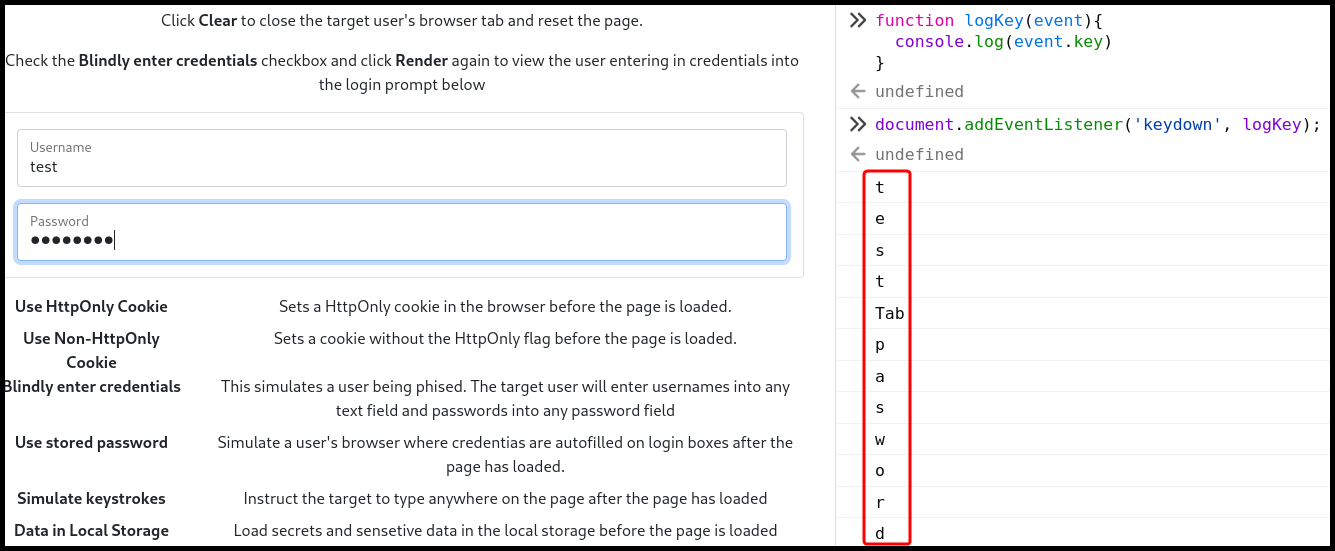 Click Clear to close the target user's browser tab and reset the page.
Check the Blindly enter credentials checkbox and click Render again to view the user entering in credentials into
the login prompt below
Username
test
Password
●●●●●●●●
Use HttpOnly Cookie Sets a HttpOnly cookie in the browser before the page is loaded.
Use Non-HttpOnly Sets a cookie without the HttpOnly flag before the page is loaded.
Cookie
Blindly enter credentials This simulates a user being phised. The target user will enter usernames into any
text field and passwords into any password field
Use stored password Simulate a user's browser where credentias are autofilled on login boxes after the
page has loaded.
Simulate keystrokes Instruct the target to type anywhere on the page after the page has loaded
Data in Local Storage Load secrets and sensetive data in the local storage before the page is loaded
function logKey(event){
console.log(event.key)
}
undefined
document.addEventListener('keydown', logKey);
undefined
t
e
s
t
Tab
p
a
s
w
o
r
d